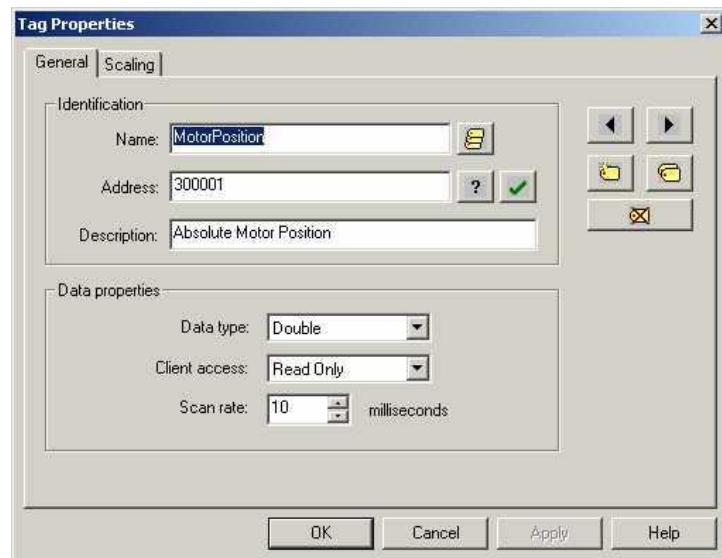 Tag Properties
General Scaling
Identification
Name: MotorPosition
Address: 300001 ?
Description: Absolute Motor Position
Data properties
Data type: Double
Client access: Read Only
Scan rate: 10 milliseconds
OK Cancel Apply Help